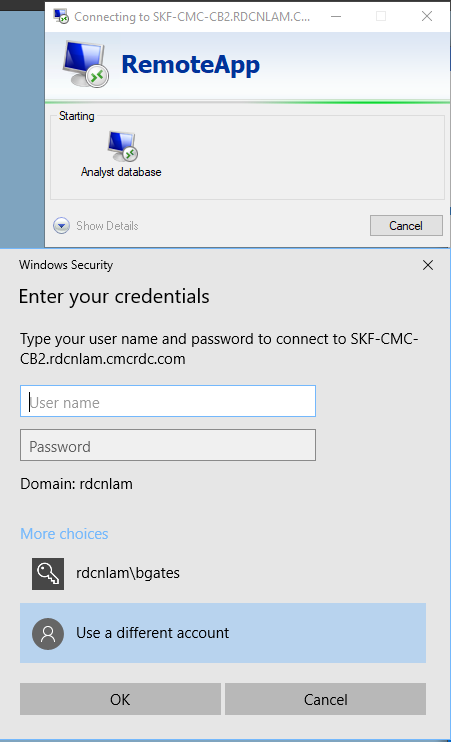 Connecting to SKF-CMC-CB2.RDCNLAM.C...
RemoteApp
Starting
Analyst database
Show Details
Cancel
Windows Security
Enter your credentials
Type your user name and password to connect to SKF-CMC-
CB2.rdcnlam.cmcrdc.com
User name
Password
Domain: rdcnlam
More choices
rdcnlam\bgates
Use a different account
OK
Cancel